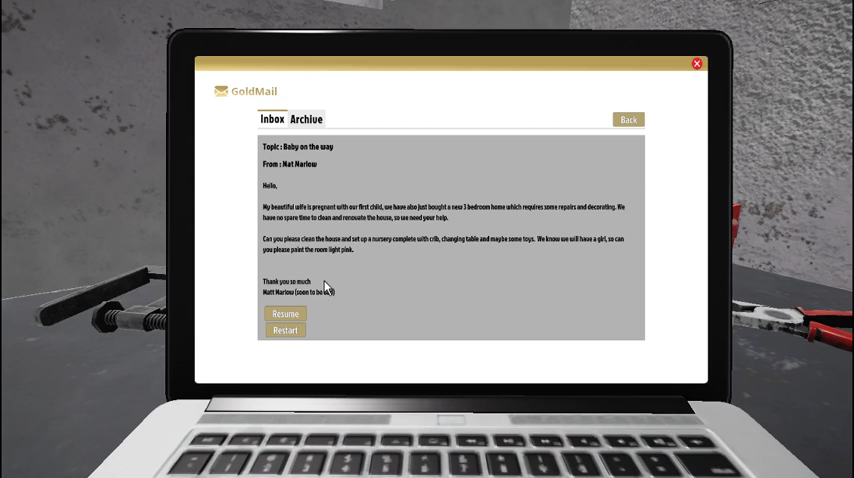 GoldMail
Inbox Archive
Back
Topic : Baby on the way
From : Nat Marlow
Hello,
My beautiful wife is pregnant with our first child, we have also just bought a new 3 bedroom home which requires some repairs and decorating. We
have no spare time to clean and renovate the house, so we need your help.
Can you please clean the house and set up a nursery complete with crib, changing table and maybe some toys. We know we will have a girl, so can
you please paint the room light pink.
Thank you so much
Matt Marlow (soon to be
Resume
Restart